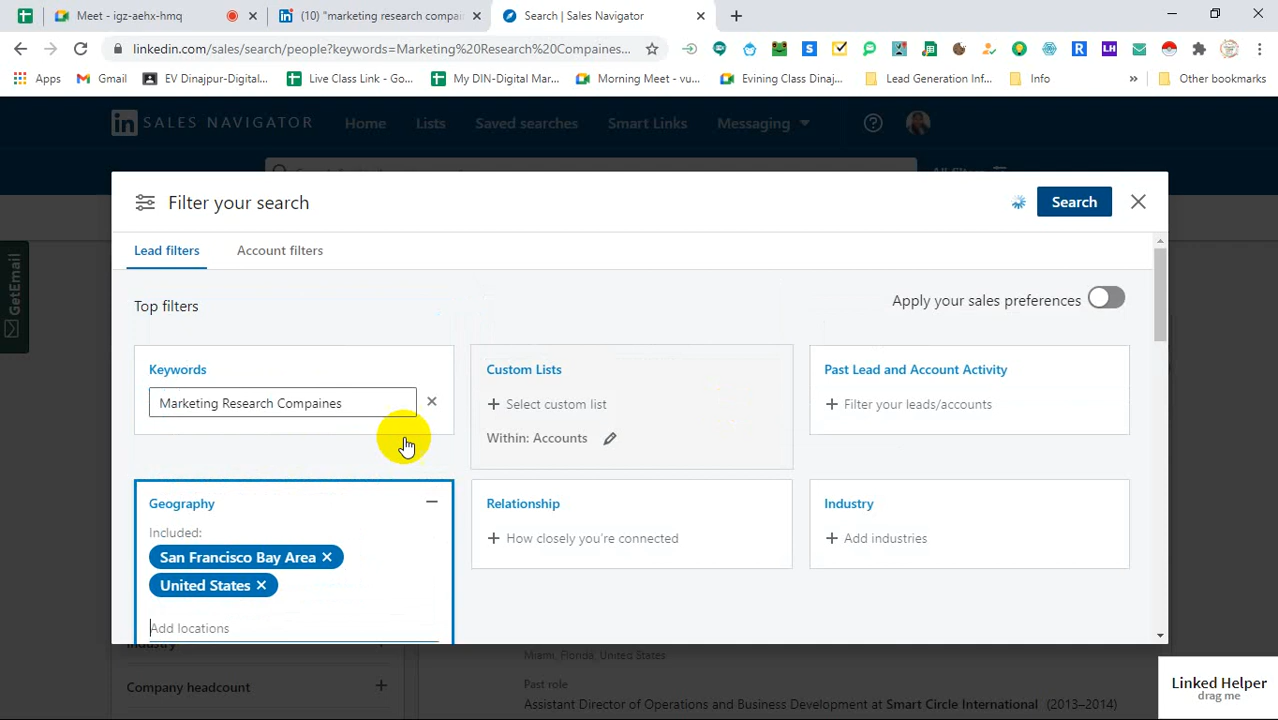 Meet - igz-aehx-hmq
(10) "marketing research compa
Search | Sales Navigator
linkedin.com/sales/search/people?keywords=Marketing%20Research%20Compaines...
Apps
Gmail
EV Dinajpur-Digital...
Live Class Link - Go...
My DIN-Digital Mar...
Morning Meet - vu...
Evining Class Dinaj...
Lead Generation Inf...
Info
Other bookmarks
in SALES NAVIGATOR
Home
Lists
Saved searches
Smart Links
Messaging
GetEmail
Filter your search
Search
Lead filters
Account filters
Top filters
Apply your sales preferences
Keywords
Marketing Research Compaines
Custom Lists
+ Select custom list
Within: Accounts
Past Lead and Account Activity
+ Filter your leads/accounts
Geography
Included:
San Francisco Bay Area
United States
Add locations
Relationship
+ How closely you're connected
Industry
+ Add industries
Industry
Company headcount
Miami, Florida, United States
Past role
Assistant Director of Operations and Business Development at Smart Circle International (2013–2014)
Linked Helper
drag me